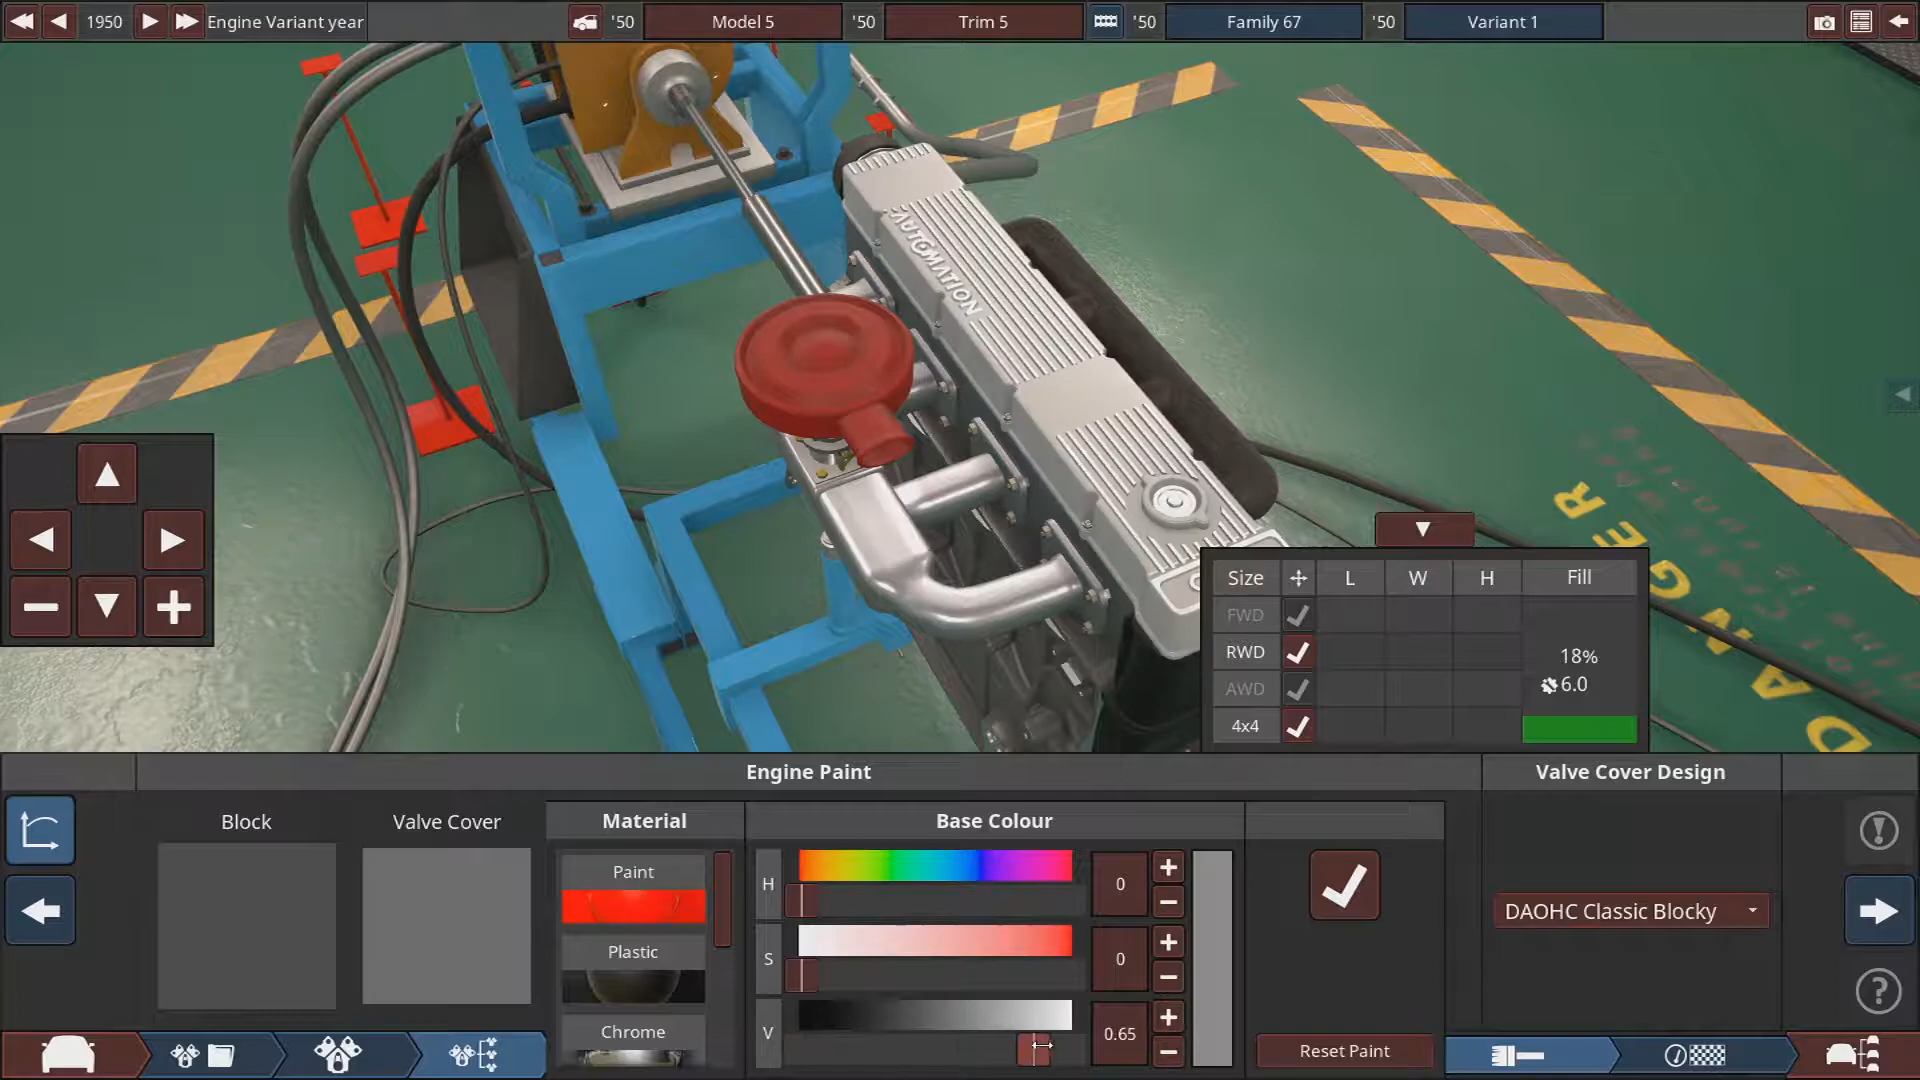 1950 Engine Variant year '50 Model 5 '50 Trim 5 '50 Family 67 '50 Variant 1
AUTOMATION
DANGER
Size L W H Fill
FWD
RWD
AWD
4x4
18%
6.0
Engine Paint
Valve Cover Design
Block
Valve Cover
Material
Paint
Plastic
Chrome
Base Colour
H 0
S 0
V 0.65
Reset Paint
DAOHC Classic Blocky